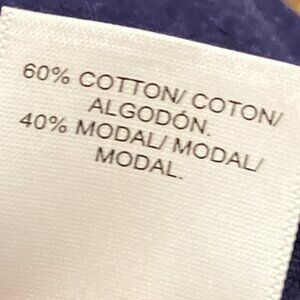 60% COTTON/ COTON/
ALGODÓN.
40% MODAL/ MODAL/
MODAL.